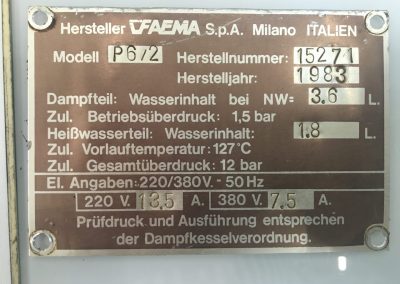 Hersteller FAEMA S.p.A. Milano ITALIEN
Modell P6/2 Herstellnummer: 15271
Herstelljahr: 1983
Dampfteil: Wasserinhalt bei NW= 3.6 L.
Zul. Betriebsüberdruck: 1,5 bar
Heißwasserteil: Wasserinhalt: 1.8 L.
Zul. Vorlauftemperatur: 127°C
Zul. Gesamtüberdruck: 12 bar
El. Angaben: 220/380V. - 50 Hz
220 V. 13.5 A. 380 V. 7.5 A.
Prüfdruck und Ausführung entsprechen
der Dampfkesselverordnung.